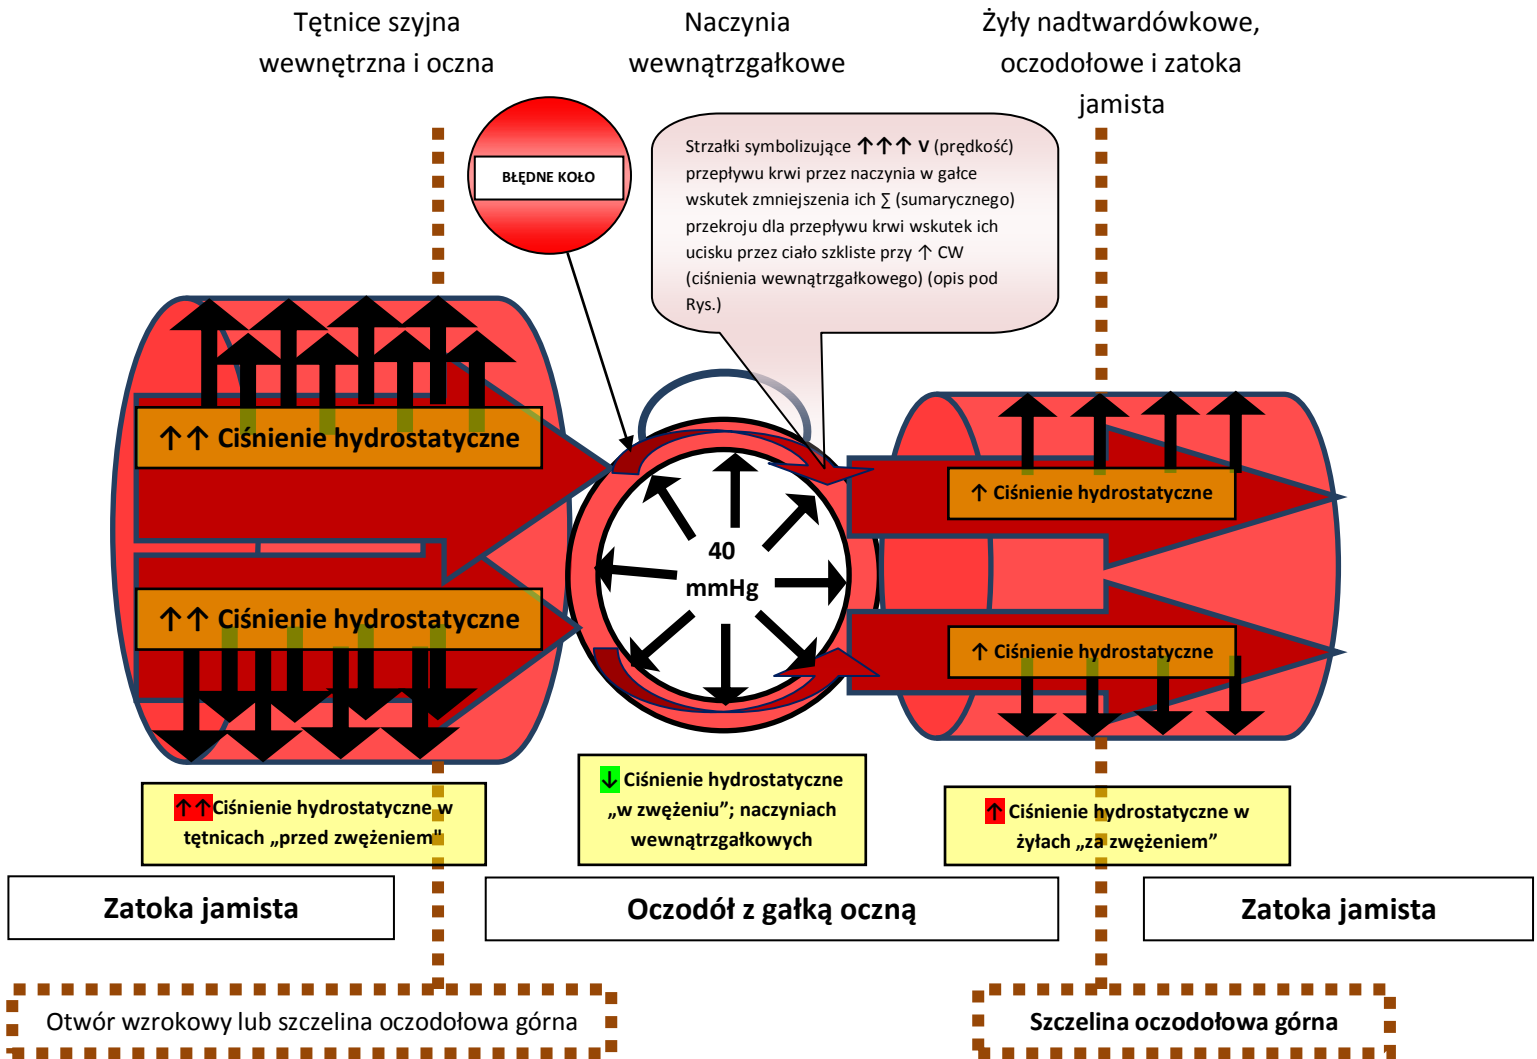 Tętnice szyjna
wewnętrzna i oczna
Naczynia
wewnątrzgałkowe
Żyły nadtwardówkowe,
oczodołowe i zatoka
jamista
BŁĘDNE KOŁO
Strzałki symbolizujące ↑↑↑ V (prędkość)
przepływu krwi przez naczynia w gałce
wskutek zmniejszenia ich ∑ (sumarycznego)
przekroju dla przepływu krwi wskutek ich
ucisku przez ciało szkliste przy ↑ CW
(ciśnienia wewnątrzgałkowego) (opis pod
Rys.)
↑↑ Ciśnienie hydrostatyczne
↑↑ Ciśnienie hydrostatyczne
40
mmHg
↑ Ciśnienie hydrostatyczne
↑ Ciśnienie hydrostatyczne
↑↑Ciśnienie hydrostatyczne w
tętnicach „przed zwężeniem"
↓ Ciśnienie hydrostatyczne
„w zwężeniu”; naczyniach
wewnątrzgałkowych
↑ Ciśnienie hydrostatyczne w
żyłach „za zwężeniem”
Zatoka jamista
Oczodół z gałką oczną
Zatoka jamista
Otwór wzrokowy lub szczelina oczodołowa górna
Szczelina oczodołowa górna